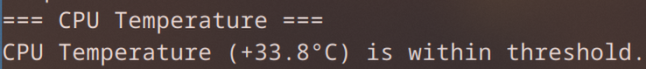 === CPU Temperature ===
CPU Temperature (+33.8°C) is within threshold.